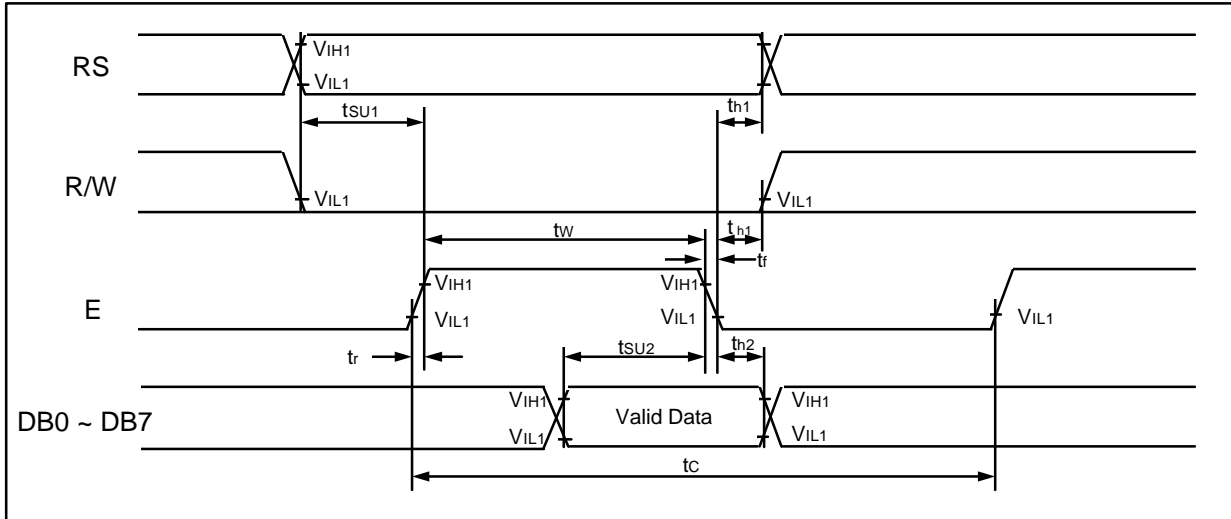 RS
VIH1
VIL1
tSU1
th1
R/W
VIL1
VIL1
tW
th1
tf
E
VIH1
VIH1
VIL1
VIL1
VIL1
tr
tSU2
th2
DB0 ~ DB7
VIH1
Valid Data
VIH1
VIL1
VIL1
tC